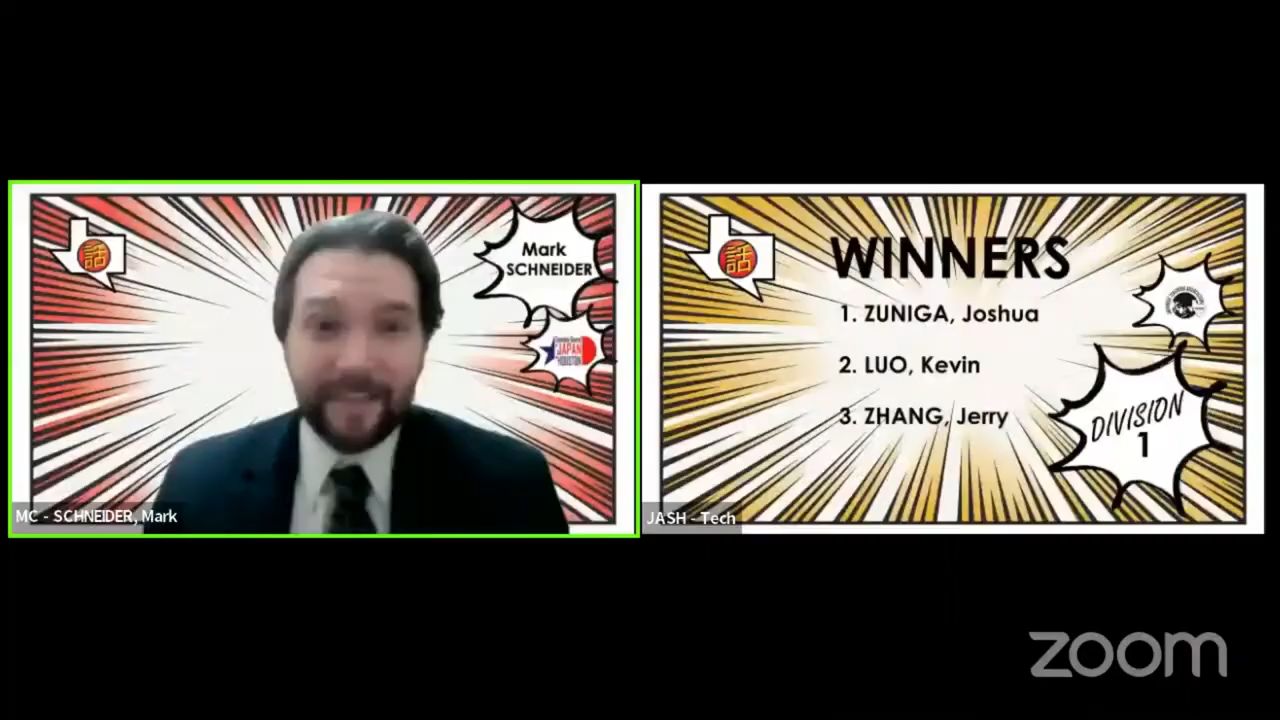 話
Mark
SCHNEIDER
JAPAN
HOUSTON
MC - SCHNEIDER, Mark
話
WINNERS
1. ZUNIGA, Joshua
2. LUO, Kevin
3. ZHANG, Jerry
DIVISION
1
JASH - Tech
zoom